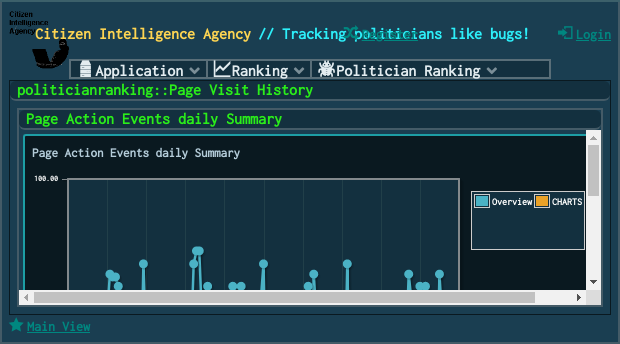 Citizen
Intelligence
Agency
Citizen Intelligence Agency // Tracking politicians like bugs!
Register
Login
Application
Ranking
Politician Ranking
politicianranking::Page Visit History
Page Action Events daily Summary
Page Action Events daily Summary
100.00
Overview
CHARTS
Main View